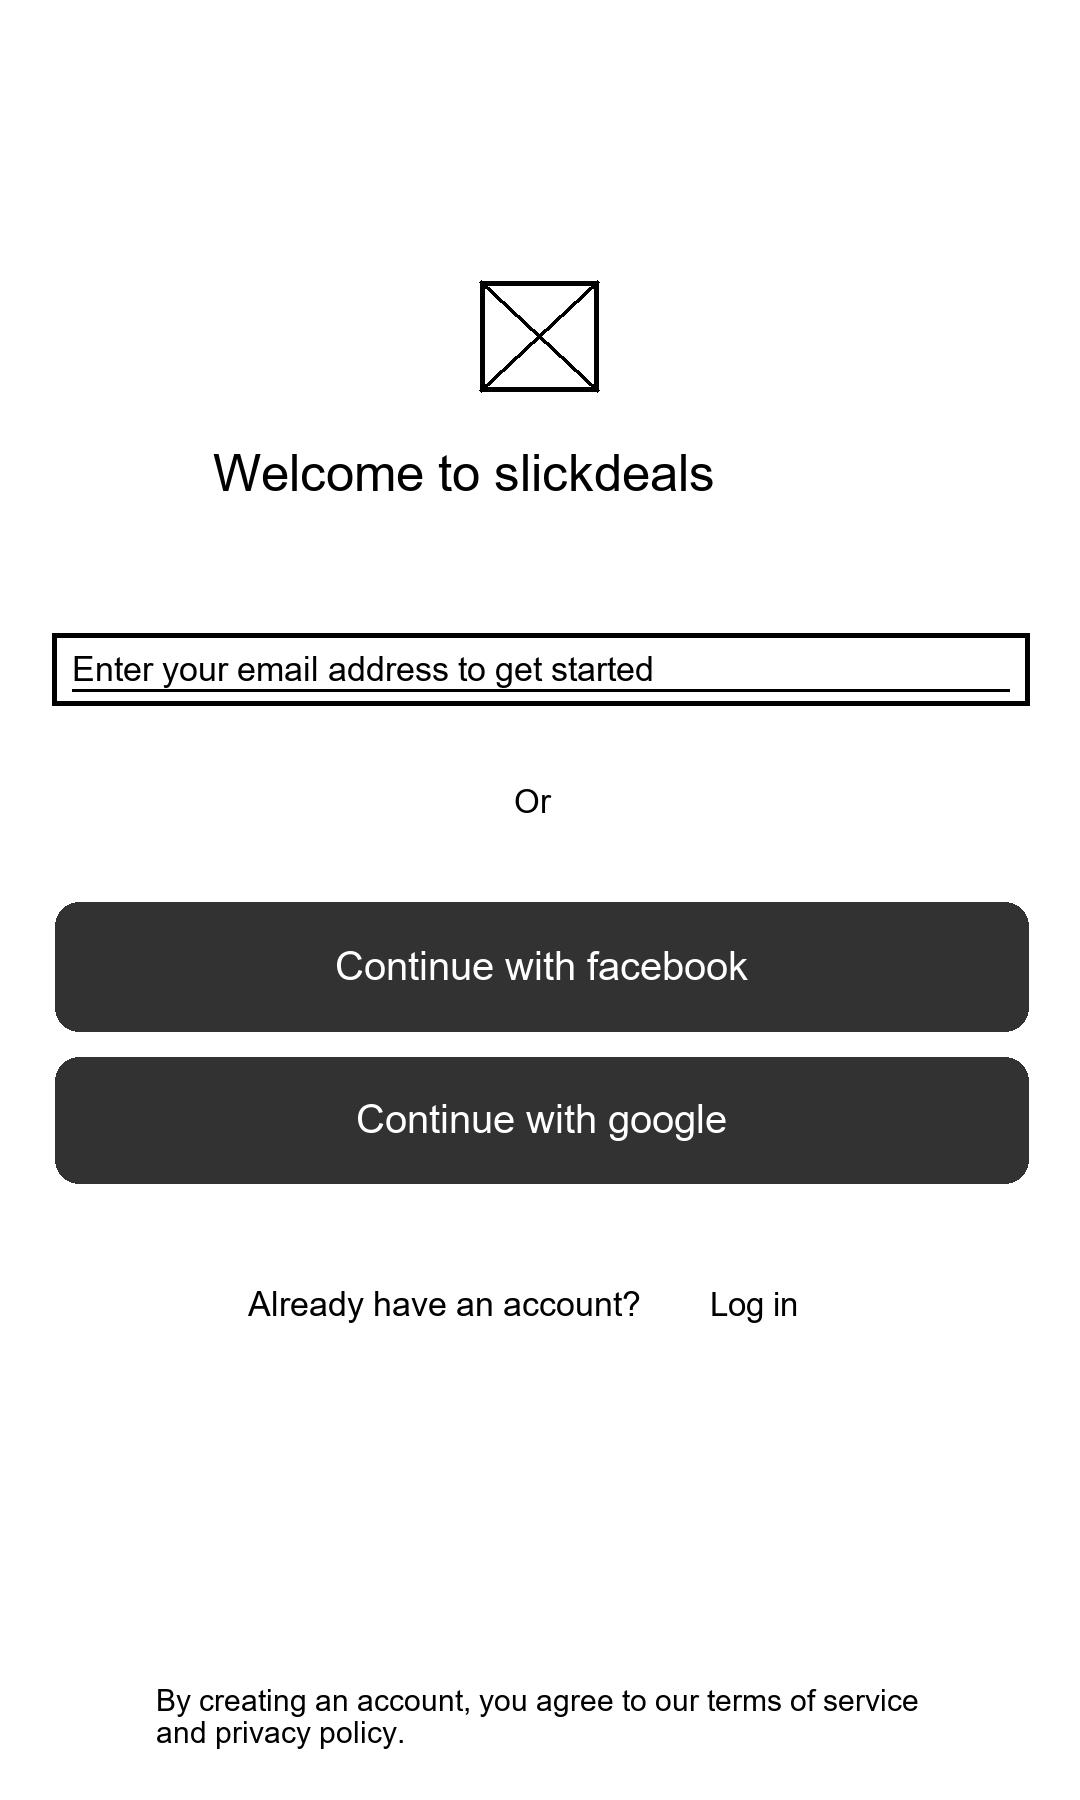 Welcome to slickdeals
Enter your email address to get started
Or
Continue with facebook
Continue with google
Already have an account? Log in
By creating an account, you agree to our terms of service
and privacy policy.